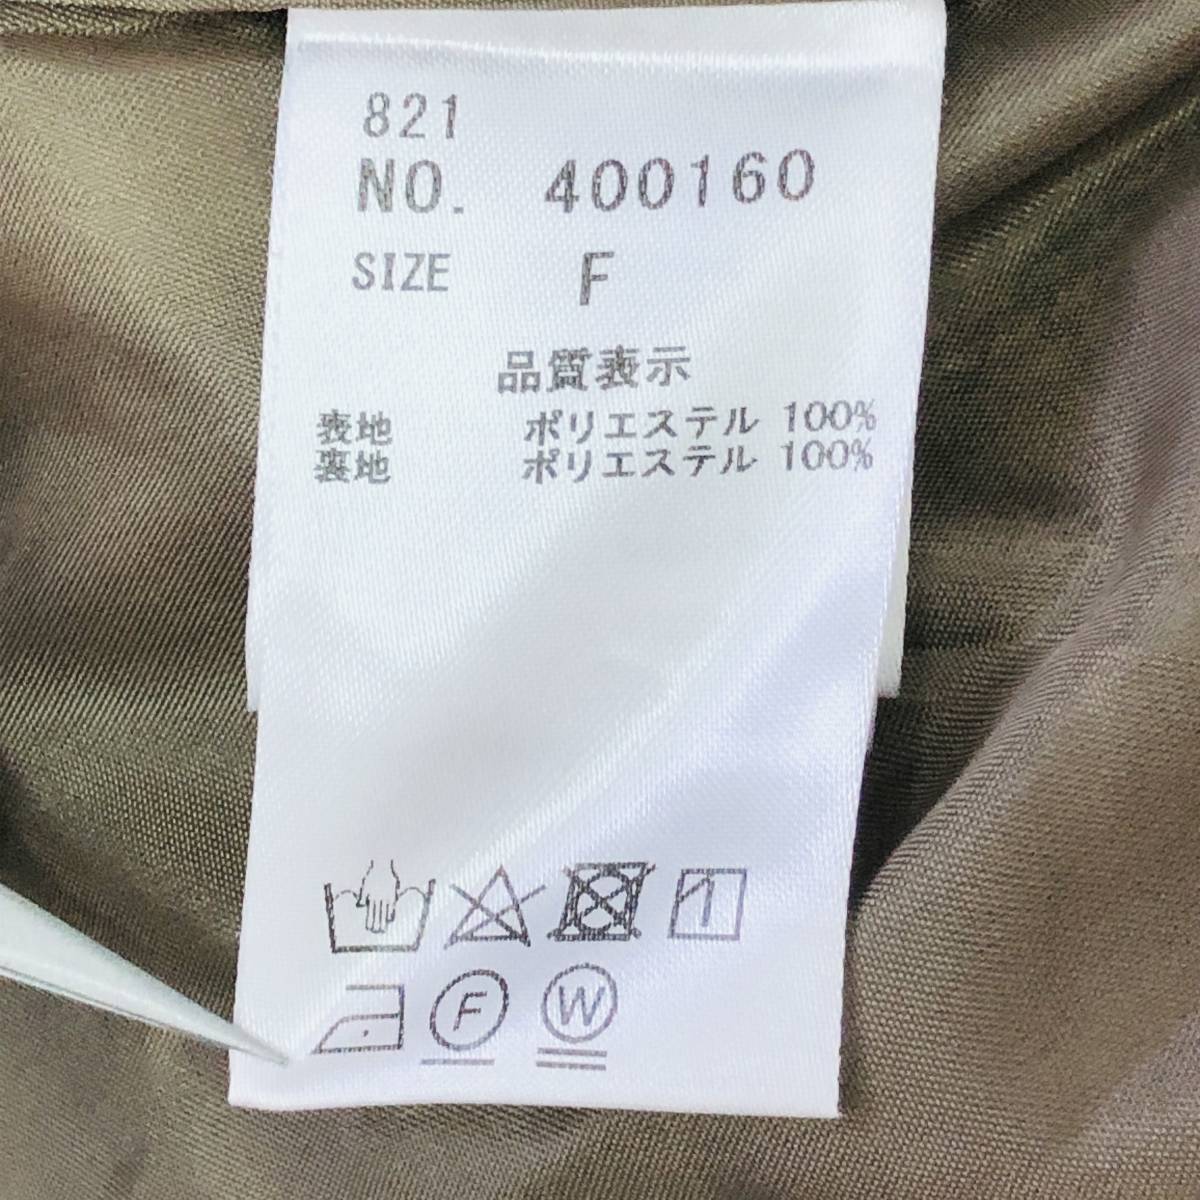 821
NO. 400160
SIZE F
品質表示
表地 ポリエステル 100%
裏地 ポリエステル 100%
F W